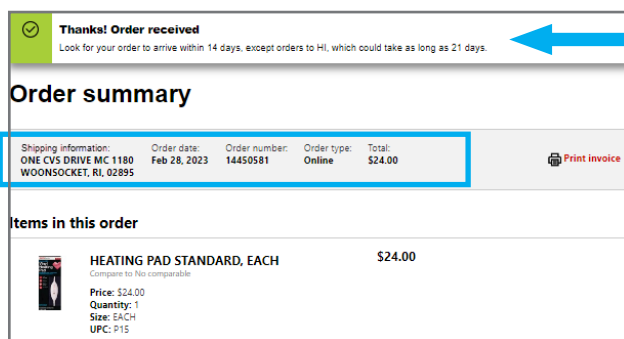 Thanks! Order received
Look for your order to arrive within 14 days, except orders to HI, which could take as long as 21 days.
Order summary
Shipping information:
ONE CVS DRIVE MC 1180
WOONSOCKET, RI, 02895
Order date:
Feb 28, 2023
Order number:
14450581
Order type:
Online
Total:
$24.00
Print invoice
Items in this order
HEATING PAD STANDARD, EACH
$24.00
Compare to No comparable
Price: $24.00
Quantity: 1
Size: EACH
UPC: P15